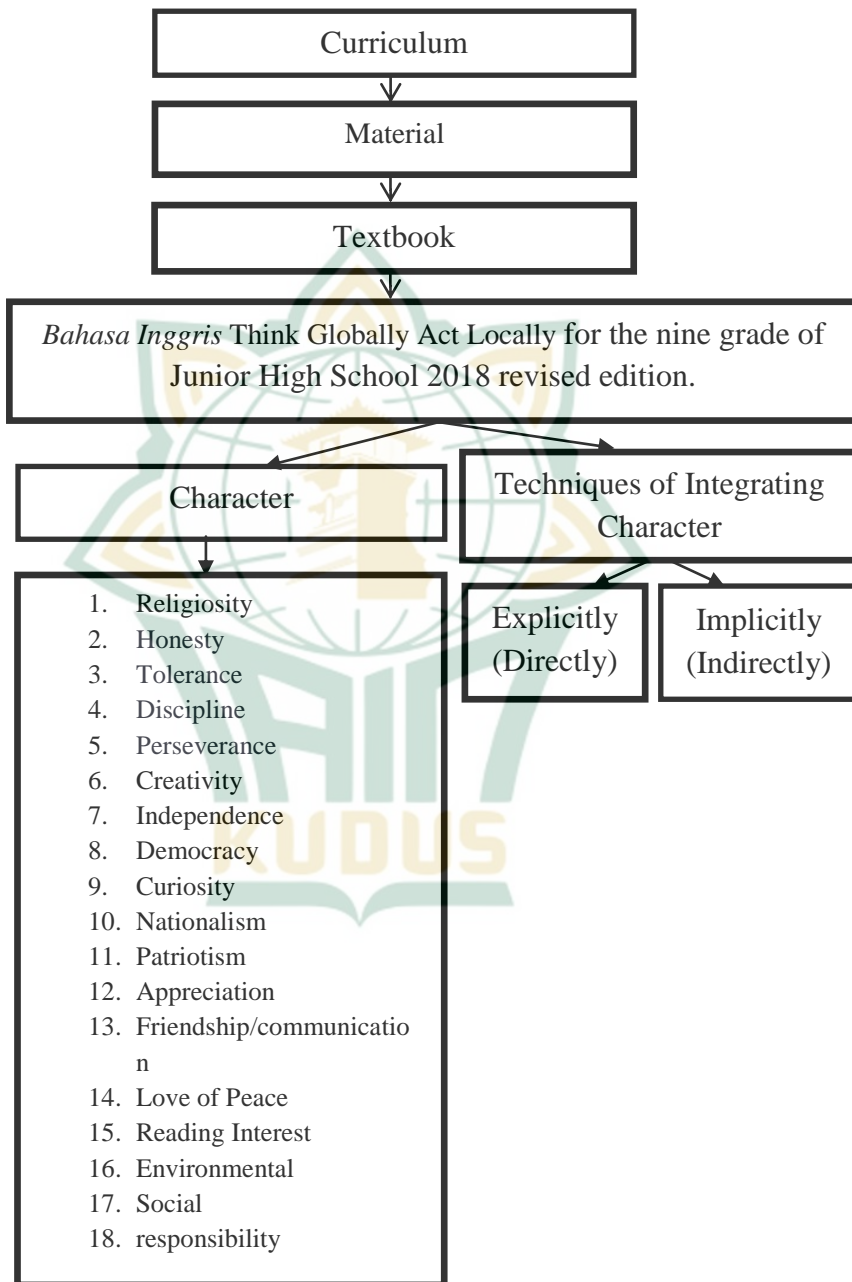 Curriculum
Material
Textbook
Bahasa Inggris Think Globally Act Locally for the nine grade of
Junior High School 2018 revised edition.
Character
Techniques of Integrating
Character
1. Religiosity
2. Honesty
3. Tolerance
4. Discipline
5. Perseverance
6. Creativity
7. Independence
8. Democracy
9. Curiosity
10. Nationalism
11. Patriotism
12. Appreciation
13. Friendship/communicatio
n
14. Love of Peace
15. Reading Interest
16. Environmental
17. Social
18. responsibility
Explicitly
(Directly)
Implicitly
(Indirectly)
IAIN
KUDUS